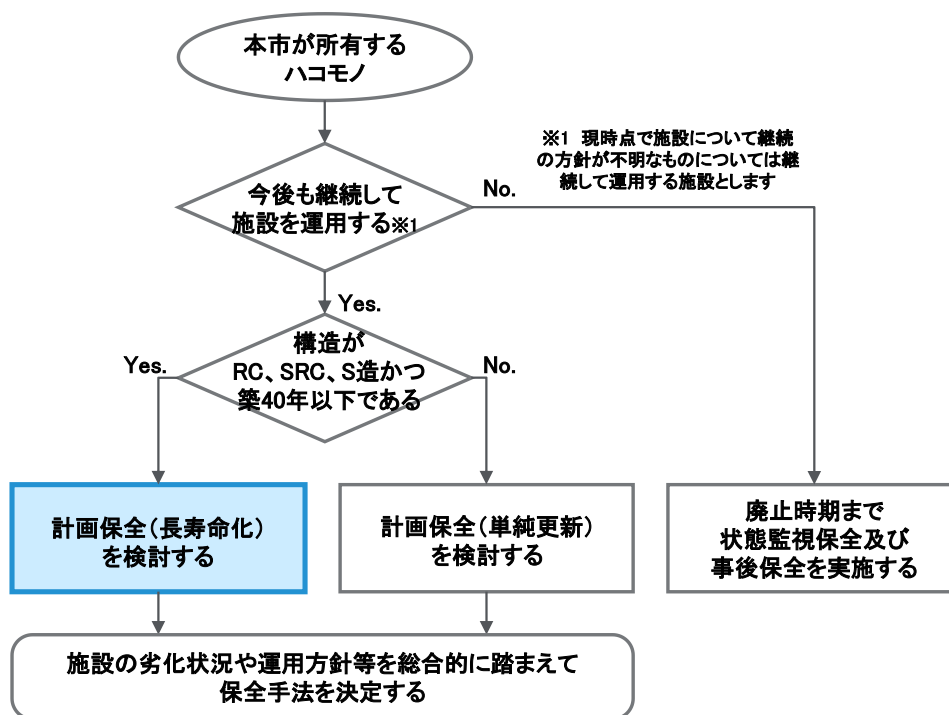 本市が所有する
ハコモノ
※1 現時点で施設について継続
の方針が不明なものについては継
続して運用する施設とします
今後も継続して
施設を運用する※1
No.
Yes.
構造が
RC、SRC、S造かつ
築40年以下である
Yes.
No.
計画保全(長寿命化)
を検討する
計画保全(単純更新)
を検討する
廃止時期まで
状態監視保全及び
事後保全を実施する
施設の劣化状況や運用方針等を総合的に踏まえて
保全手法を決定する